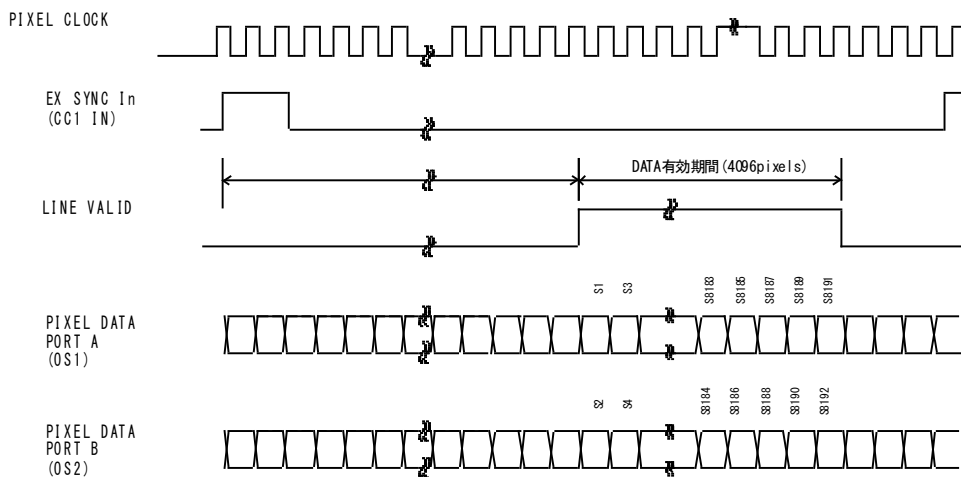 PIXEL CLOCK
EX SYNC In
(CC1 IN)
DATA有効期間(4096pixels)
LINE VALID
S1 S3 S8183 S8185 S8187 S8189 S8191
PIXEL DATA
PORT A
(OS1)
S2 S4 S8184 S8186 S8188 S8190 S8192
PIXEL DATA
PORT B
(OS2)